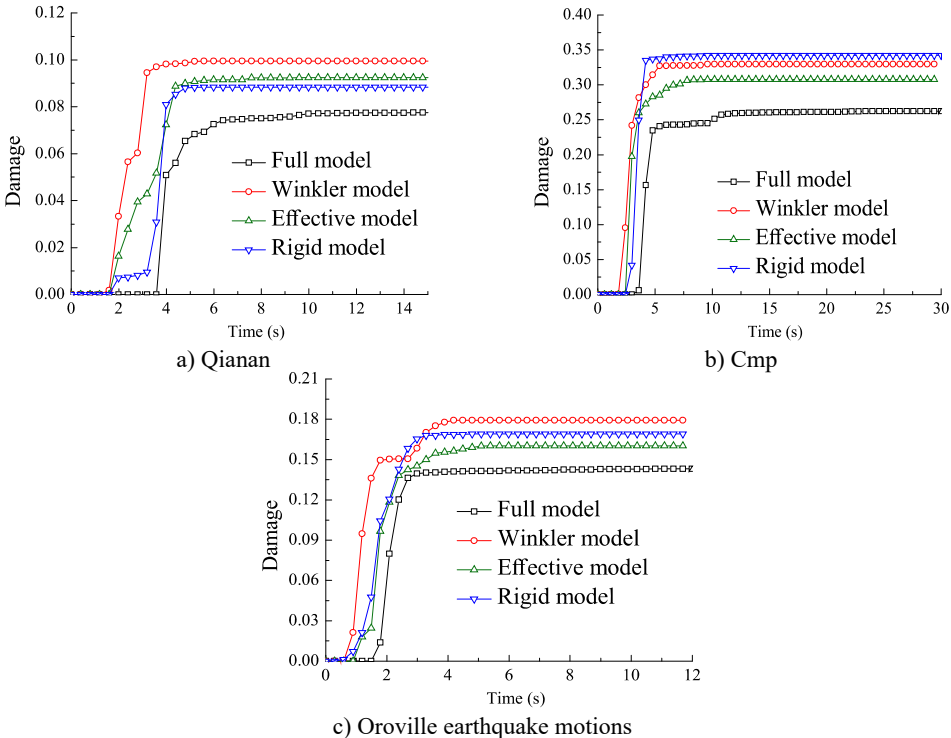 0.12
0.10
0.08
0.06
0.04
0.02
0.00
Damage
0 2 4 6 8 10 12 14
Time (s)
Full model
Winkler model
Effective model
Rigid model
a) Qianan
0.40
0.35
0.30
0.25
0.20
0.15
0.10
0.05
0.00
Damage
0 5 10 15 20 25 30
Time (s)
Full model
Winkler model
Effective model
Rigid model
b) Cmp
0.21
0.18
0.15
0.12
0.09
0.06
0.03
0.00
Damage
0 2 4 6 8 10 12
Time (s)
Full model
Winkler model
Effective model
Rigid model
c) Oroville earthquake motions